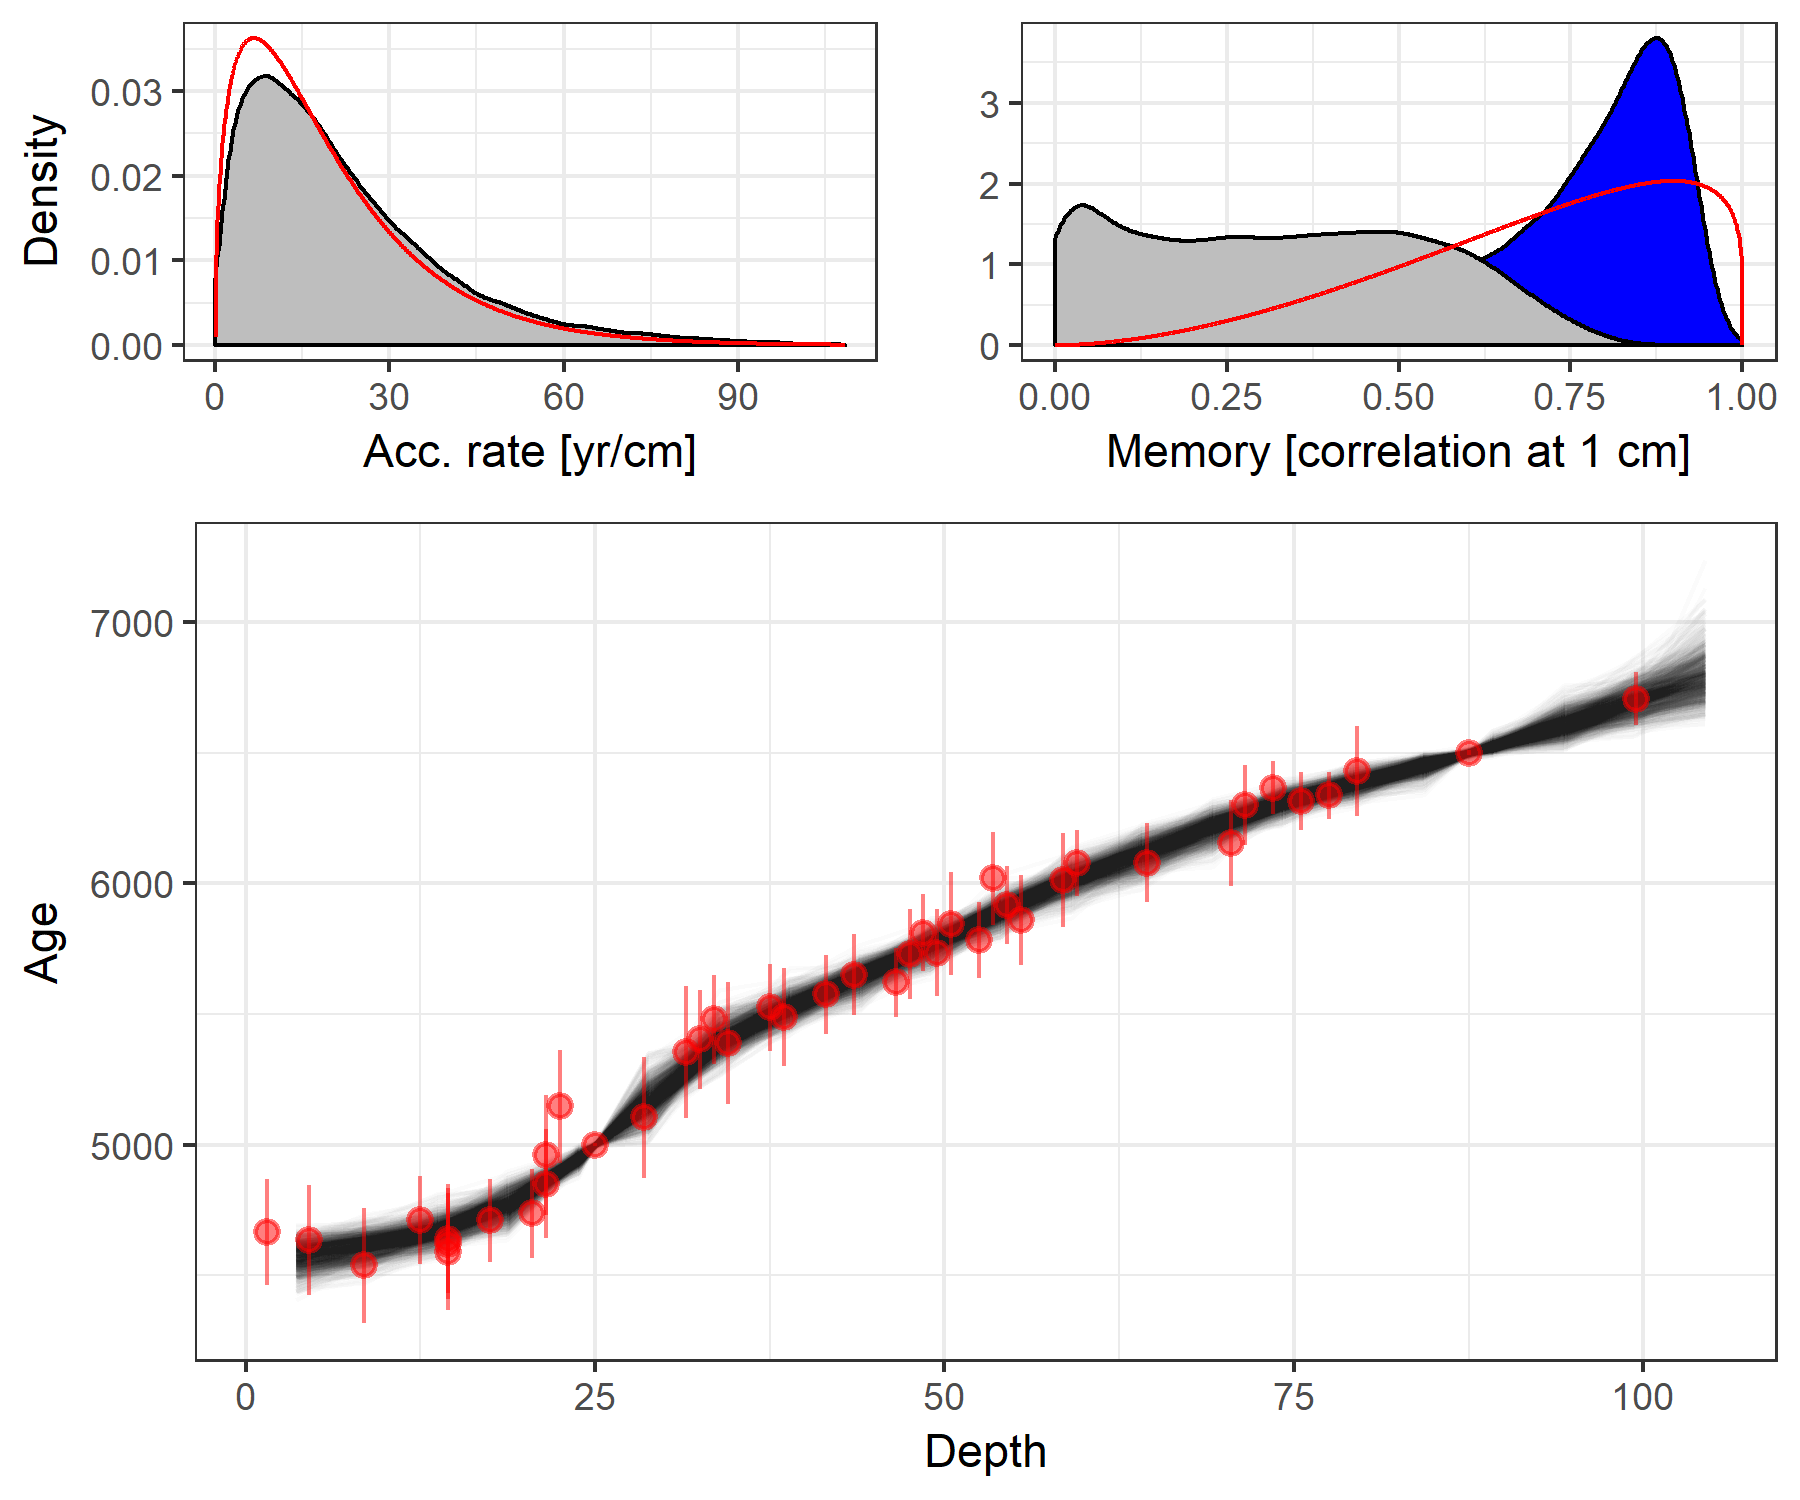 Density
0.03
0.02
0.01
0.00
0 30 60 90
Acc. rate [yr/cm]
3
2
1
0
0.00 0.25 0.50 0.75 1.00
Memory [correlation at 1 cm]
Age
7000
6000
5000
0 25 50 75 100
Depth